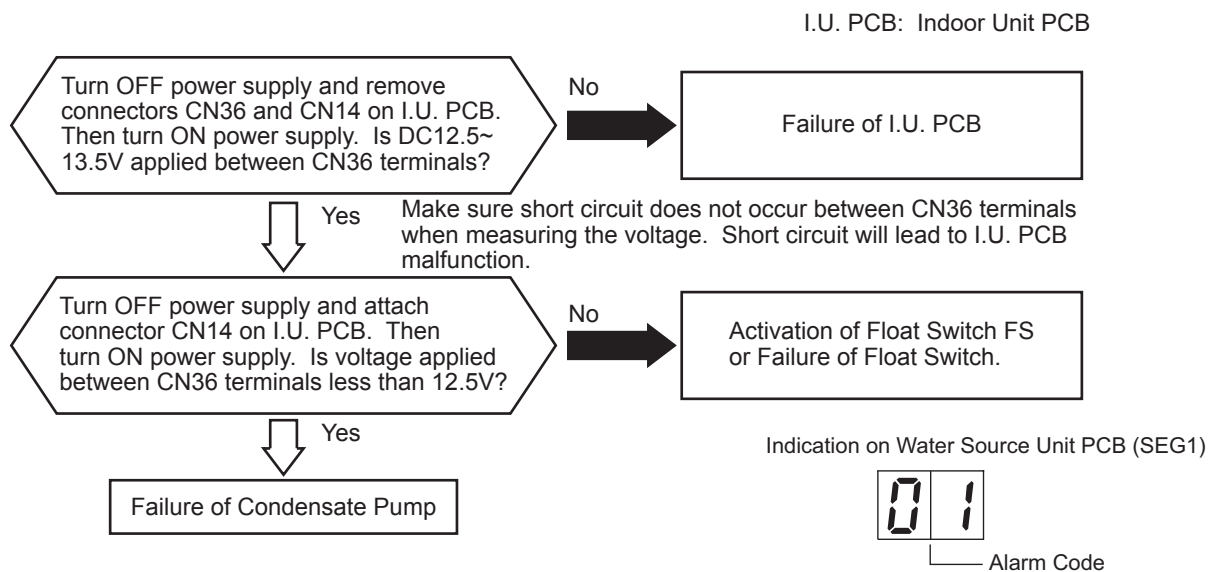 I.U. PCB:  Indoor Unit PCB
Turn OFF power supply and remove
connectors CN36 and CN14 on I.U. PCB.
Then turn ON power supply.  Is DC12.5~
13.5V applied between CN36 terminals?
No
Failure of I.U. PCB
Yes
Make sure short circuit does not occur between CN36 terminals
when measuring the voltage.  Short circuit will lead to I.U. PCB
malfunction.
Turn OFF power supply and attach
connector CN14 on I.U. PCB.  Then
turn ON power supply.  Is voltage applied
between CN36 terminals less than 12.5V?
No
Activation of Float Switch FS
or Failure of Float Switch.
Yes
Failure of Condensate Pump
Indication on Water Source Unit PCB (SEG1)
01
Alarm Code